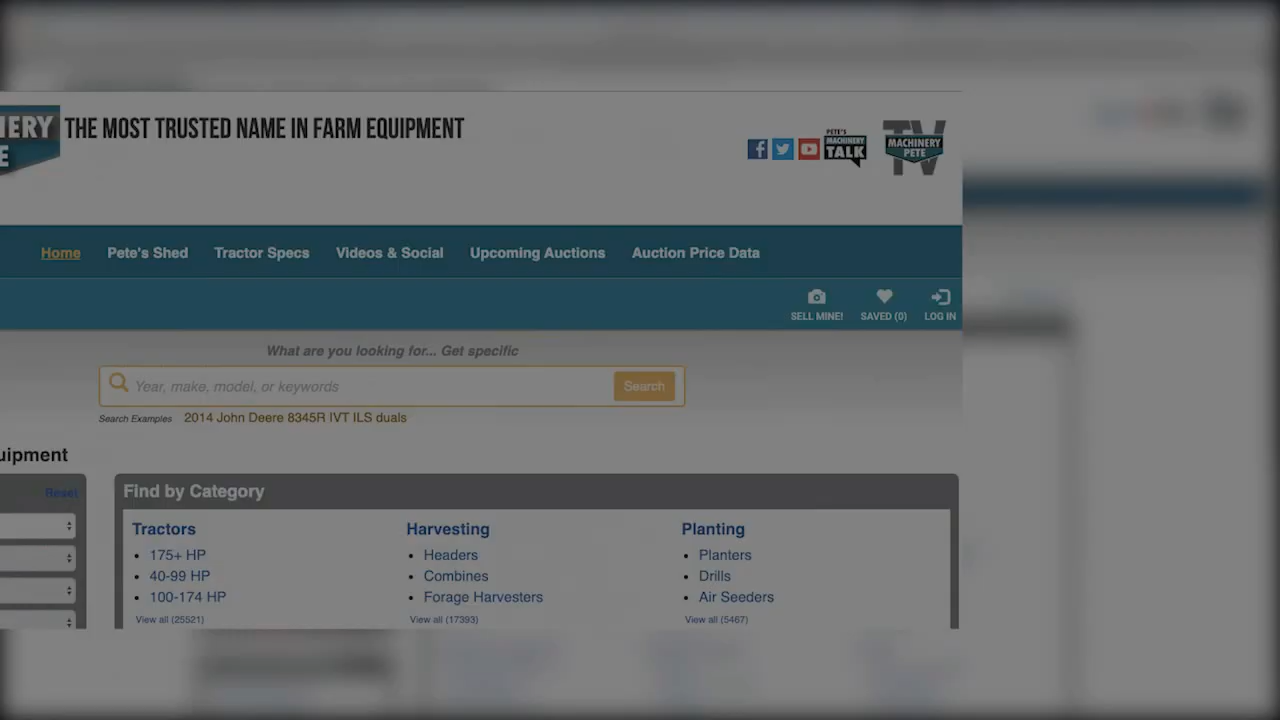 THE MOST TRUSTED NAME IN FARM EQUIPMENT
PETE'S
MACHINERY
TALK
TV
MACHINERY
PETE
Home Pete's Shed Tractor Specs Videos & Social Upcoming Auctions Auction Price Data
SELL MINE! SAVED (0) LOG IN
What are you looking for... Get specific
Year, make, model, or keywords Search
Search Examples 2014 John Deere 8345R IVT ILS duals
uipment
Reset
Find by Category
Tractors Harvesting Planting
• 175+ HP • Headers • Planters
• 40-99 HP • Combines • Drills
• 100-174 HP • Forage Harvesters • Air Seeders
View all (25521) View all (17393) View all (5467)